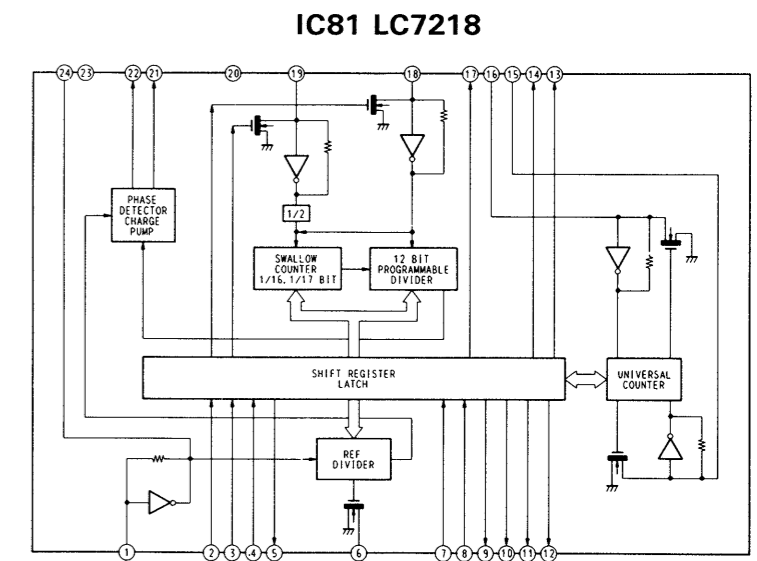 IC81 LC7218
24 23 22 21 20 19 18 17 16 15 14 13
PHASE
DETECTOR
CHARGE
PUMP
1/2
SWALLOW
COUNTER
1/16, 1/17 BIT
12 BIT
PROGRAMMABLE
DIVIDER
SHIFT REGISTER
LATCH
UNIVERSAL
COUNTER
REF
DIVIDER
1 2 3 4 5 6 7 8 9 10 11 12